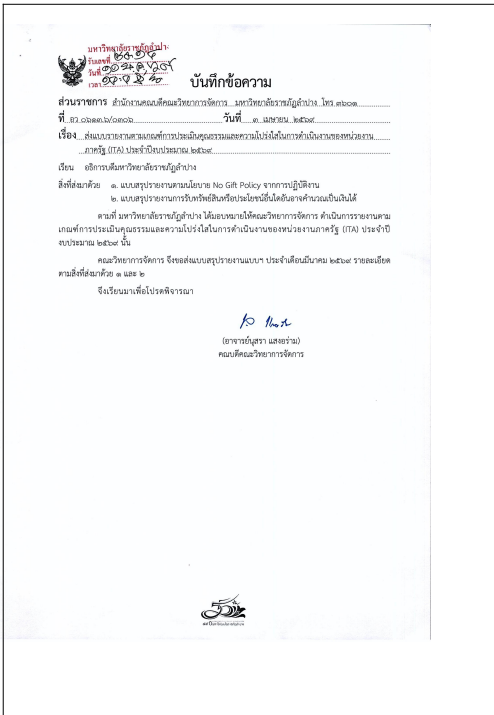 มหาวิทยาลัยราชภัฏลำปาง
รับเลขที่
วันที่
เวลา
บันทึกข้อความ
ส่วนราชการ สำนักงานคณบดีคณะวิทยาการจัดการ มหาวิทยาลัยราชภัฏลำปาง โทร ๓๖๐๑
ที่ อว ๐๖๑๓.๖/๐๓๐๖ วันที่ ๓ เมษายน ๒๕๖๙
เรื่อง ส่งแบบรายงานตามเกณฑ์การประเมินคุณธรรมและความโปร่งใสในการดำเนินงานของหน่วยงาน
ภาครัฐ (ITA) ประจำปีงบประมาณ ๒๕๖๙
เรียน อธิการบดีมหาวิทยาลัยราชภัฏลำปาง
สิ่งที่ส่งมาด้วย ๑. แบบสรุปรายงานตามนโยบาย No Gift Policy จากการปฏิบัติงาน
๒. แบบสรุปรายงานการรับทรัพย์สินหรือประโยชน์อื่นใดอันอาจคำนวณเป็นเงินได้
ตามที่ มหาวิทยาลัยราชภัฏลำปาง ได้มอบหมายให้คณะวิทยาการจัดการ ดำเนินการรายงานตาม
เกณฑ์การประเมินคุณธรรมและความโปร่งใสในการดำเนินงานของหน่วยงานภาครัฐ (ITA) ประจำปี
งบประมาณ ๒๕๖๙ นั้น
คณะวิทยาการจัดการ จึงขอส่งแบบสรุปรายงานแบบฯ ประจำเดือนมีนาคม ๒๕๖๙ รายละเอียด
ตามสิ่งที่ส่งมาด้วย ๑ และ ๒
จึงเรียนมาเพื่อโปรดพิจารณา
(อาจารย์นุสรา แสงอร่าม)
คณบดีคณะวิทยาการจัดการ